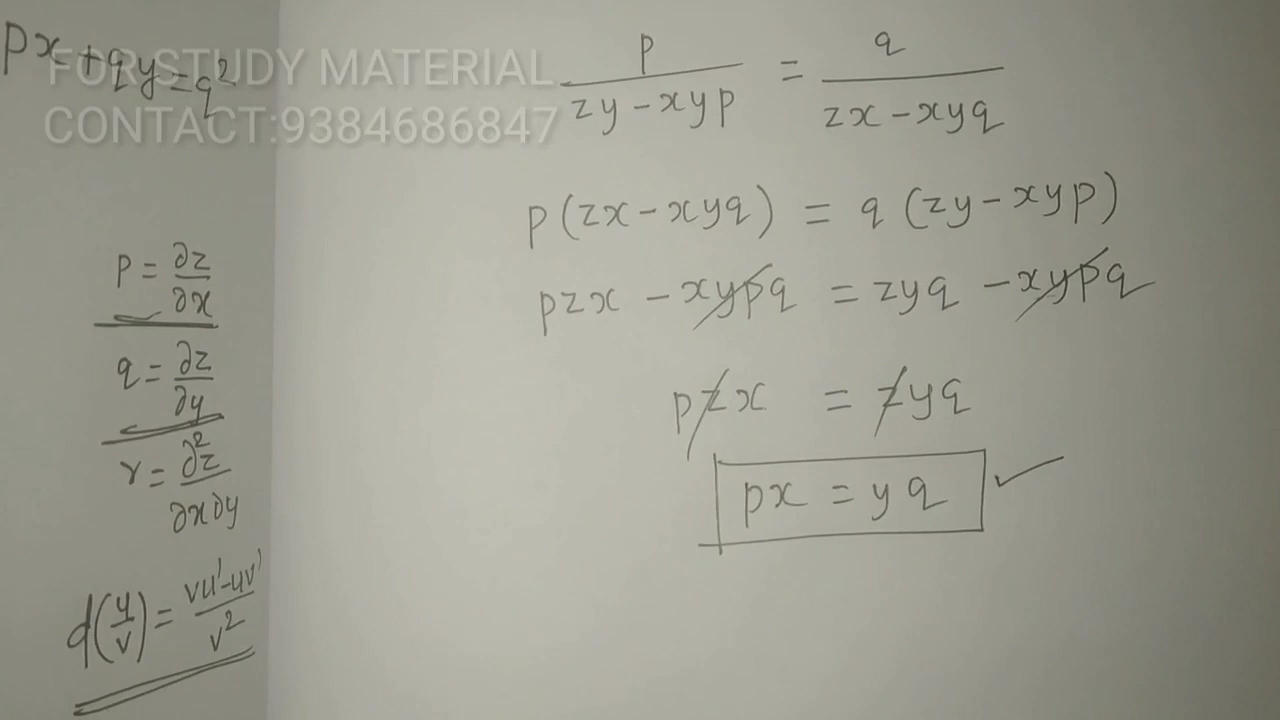 px + qy = q²
FOR STUDY MATERIAL
CONTACT:9384686847
p = ∂z/∂x
q = ∂z/∂y
r = ∂²z/∂x∂y
d(u/v) = (vu' - uv')/v²
p/(zy - xyp) = q/(zx - xyq)
p(zx - xyq) = q(zy - xyp)
pzx - xypq = zyq - xypq
pzx = zyq
px = yq